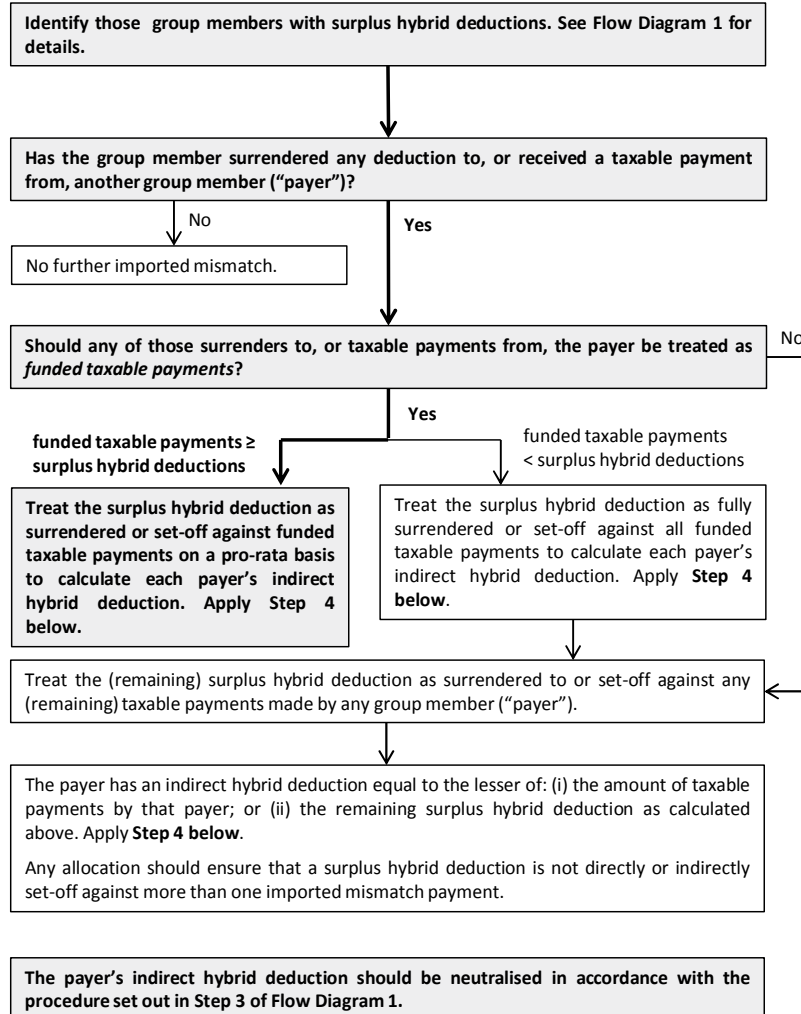 Identify those group members with surplus hybrid deductions. See Flow Diagram 1 for
details.
Has the group member surrendered any deduction to, or received a taxable payment
from, another group member (“payer”)?
No
Yes
No further imported mismatch.
Should any of those surrenders to, or taxable payments from, the payer be treated as
funded taxable payments?
No
Yes
funded taxable payments ≥
surplus hybrid deductions
funded taxable payments
< surplus hybrid deductions
Treat the surplus hybrid deduction as
surrendered or set-off against funded
taxable payments on a pro-rata basis
to calculate each payer’s indirect
hybrid deduction. Apply Step 4
below.
Treat the surplus hybrid deduction as fully
surrendered or set-off against all funded
taxable payments to calculate each payer’s
indirect hybrid deduction. Apply Step 4
below.
Treat the (remaining) surplus hybrid deduction as surrendered to or set-off against any
(remaining) taxable payments made by any group member (“payer”).
The payer has an indirect hybrid deduction equal to the lesser of: (i) the amount of taxable
payments by that payer; or (ii) the remaining surplus hybrid deduction as calculated
above. Apply Step 4 below.
Any allocation should ensure that a surplus hybrid deduction is not directly or indirectly
set-off against more than one imported mismatch payment.
The payer’s indirect hybrid deduction should be neutralised in accordance with the
procedure set out in Step 3 of Flow Diagram 1.